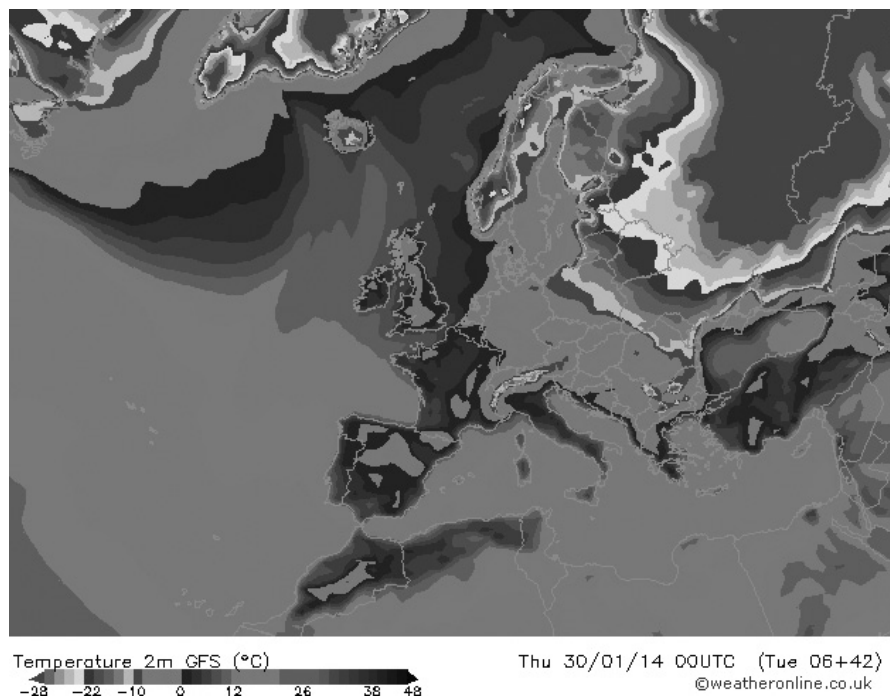 Temperature 2m GFS (°C)
Thu 30/01/14 00UTC (Tue 06+42)
-28 -22 -10 0 12 26 38 48
©weatheronline.co.uk